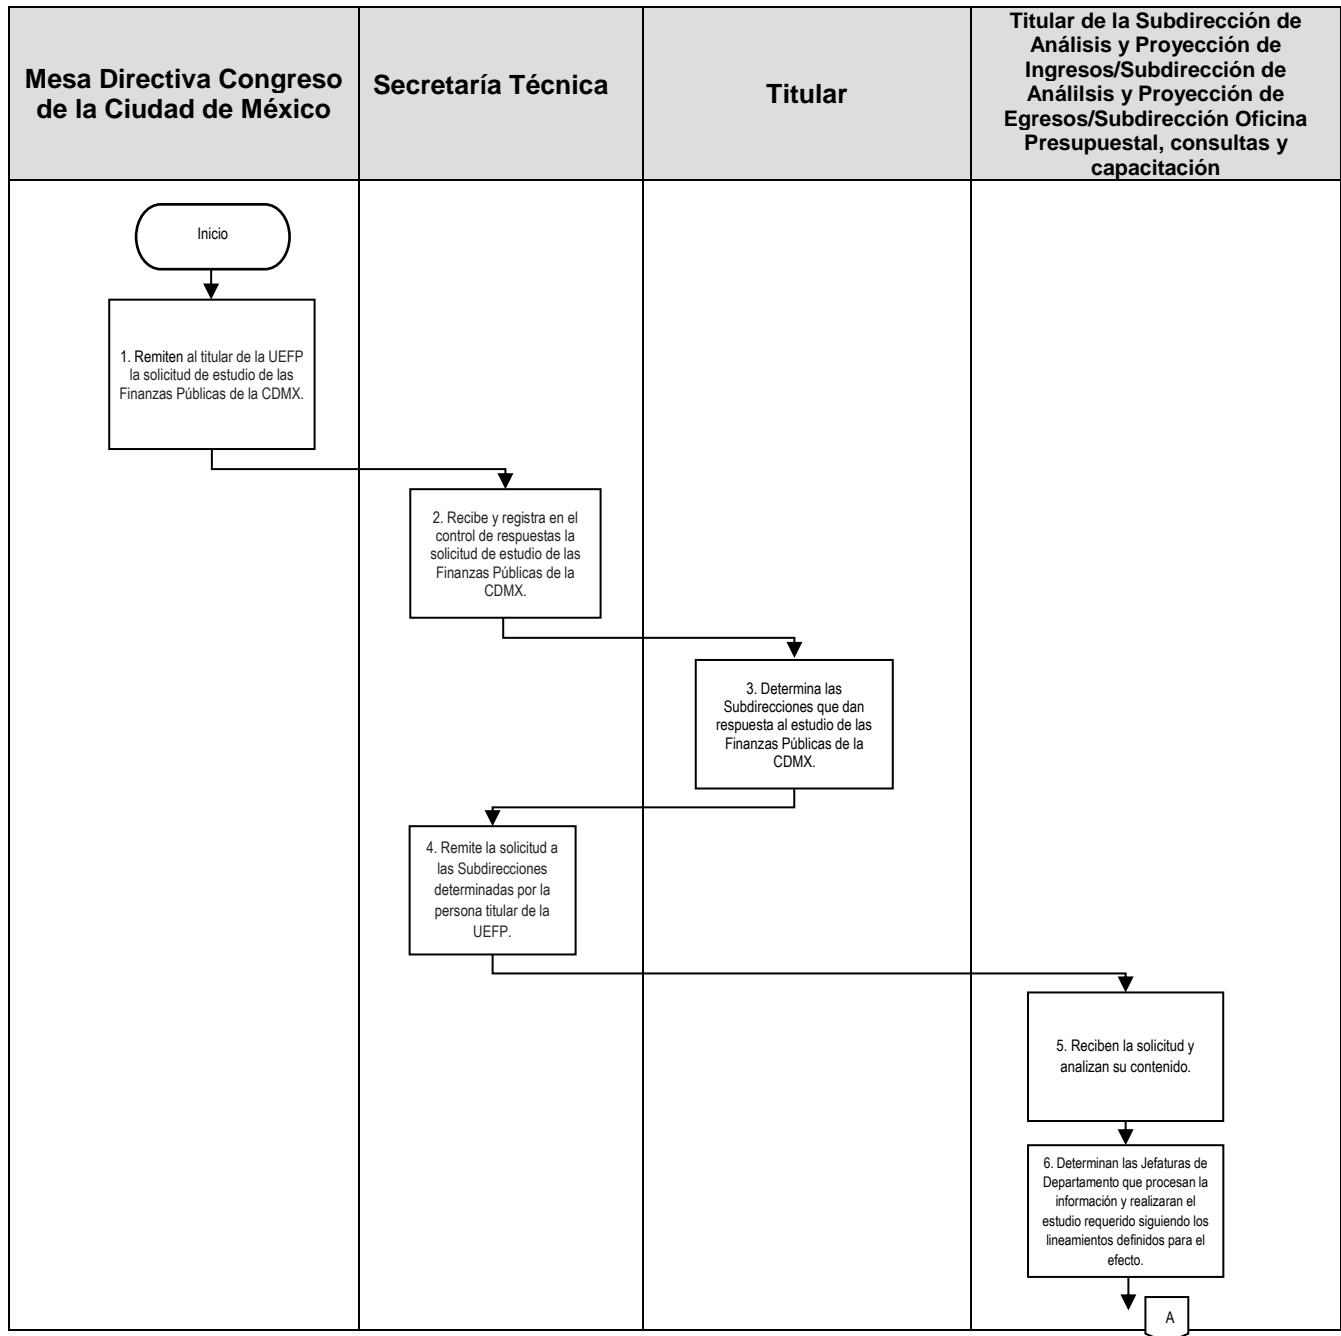 Mesa Directiva Congreso
de la Ciudad de México
Secretaría Técnica
Titular
Titular de la Subdirección de
Análisis y Proyección de
Ingresos/Subdirección de
Análilsis y Proyección de
Egresos/Subdirección Oficina
Presupuestal, consultas y
capacitación
Inicio
1. Remiten al titular de la UEFP
la solicitud de estudio de las
Finanzas Públicas de la CDMX.
2. Recibe y registra en el
control de respuestas la
solicitud de estudio de las
Finanzas Públicas de la
CDMX.
3. Determina las
Subdirecciones que dan
respuesta al estudio de las
Finanzas Públicas de la
CDMX.
4. Remite la solicitud a
las Subdirecciones
determinadas por la
persona titular de la
UEFP.
5. Reciben la solicitud y
analizan su contenido.
6. Determinan las Jefaturas de
Departamento que procesan la
información y realizaran el
estudio requerido siguiendo los
lineamientos definidos para el
efecto.
A